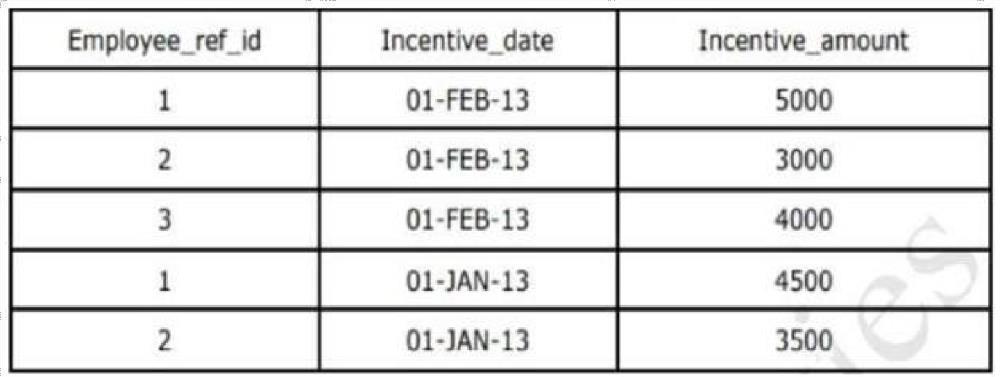 Employee_ref_id Incentive_date Incentive_amount
1 01-FEB-13 5000
2 01-FEB-13 3000
3 01-FEB-13 4000
1 01-JAN-13 4500
2 01-JAN-13 3500